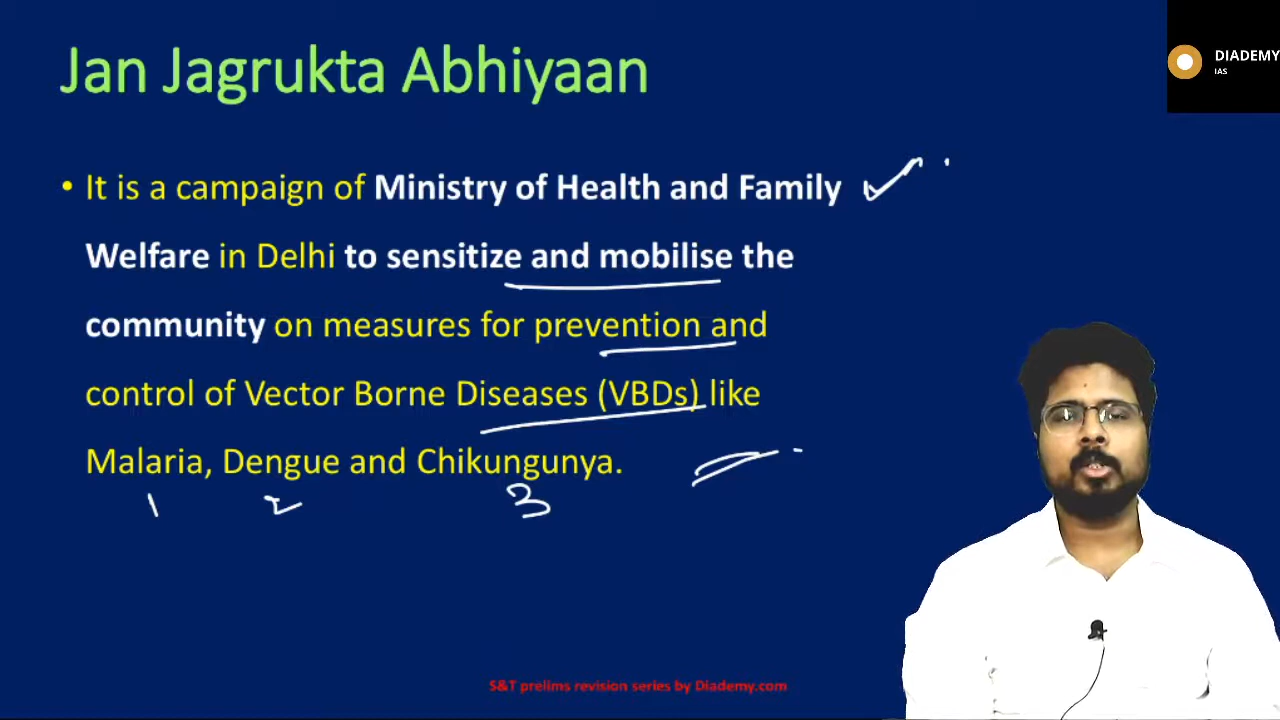 Jan Jagrukta Abhiyaan
DIADEMY
IAS
• It is a campaign of Ministry of Health and Family
Welfare in Delhi to sensitize and mobilise the
community on measures for prevention and
control of Vector Borne Diseases (VBDs) like
Malaria, Dengue and Chikungunya.
1 2 3
S&T prelims revision series by Diademy.com